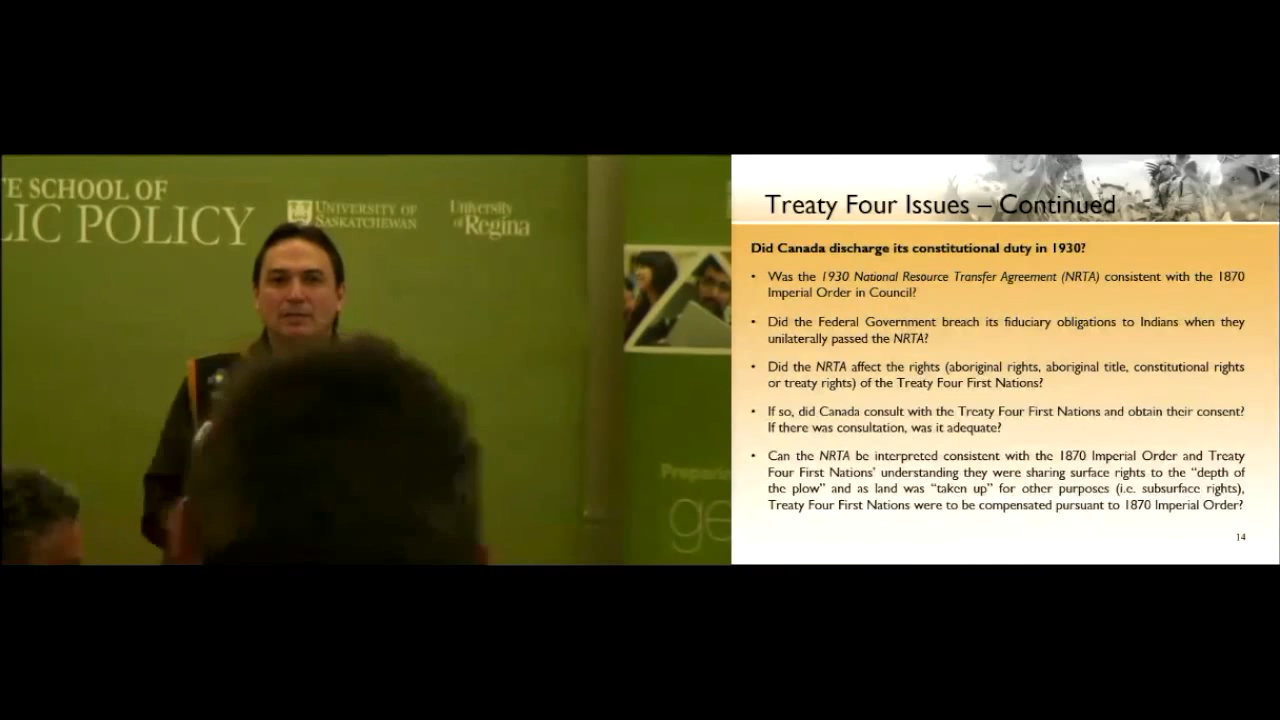 E SCHOOL OF
LIC POLICY
UNIVERSITY OF
SASKATCHEWAN
University
of Regina
Preparing
ge
Treaty Four Issues – Continued
Did Canada discharge its constitutional duty in 1930?
• Was the 1930 National Resource Transfer Agreement (NRTA) consistent with the 1870
Imperial Order in Council?
• Did the Federal Government breach its fiduciary obligations to Indians when they
unilaterally passed the NRTA?
• Did the NRTA affect the rights (aboriginal rights, aboriginal title, constitutional rights
or treaty rights) of the Treaty Four First Nations?
• If so, did Canada consult with the Treaty Four First Nations and obtain their consent?
If there was consultation, was it adequate?
• Can the NRTA be interpreted consistent with the 1870 Imperial Order and Treaty
Four First Nations' understanding they were sharing surface rights to the “depth of
the plow” and as land was “taken up” for other purposes (i.e. subsurface rights),
Treaty Four First Nations were to be compensated pursuant to 1870 Imperial Order?
14